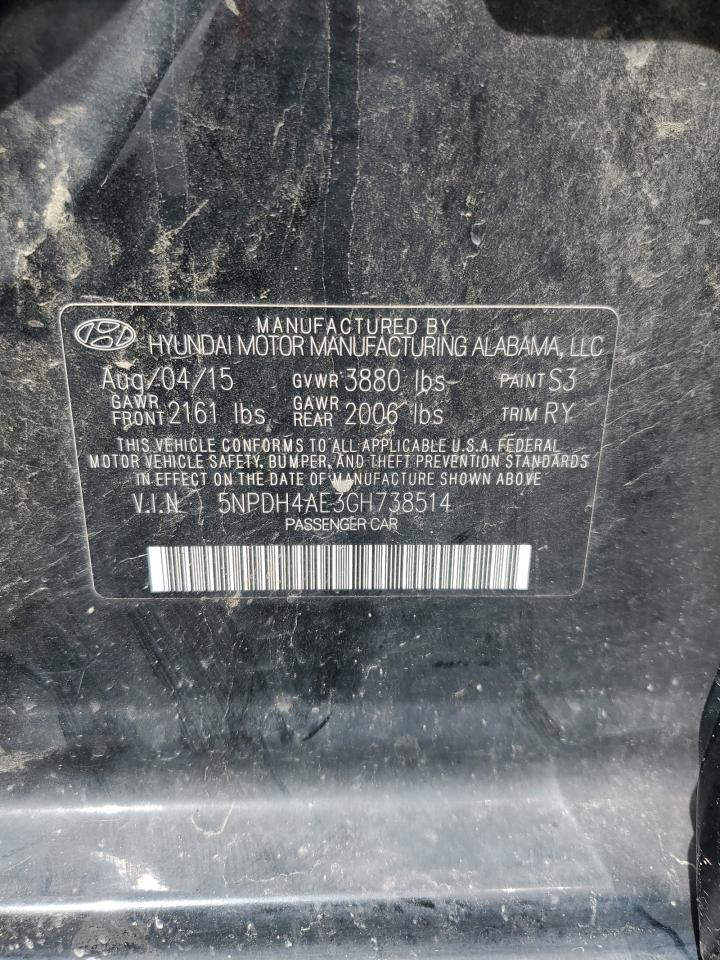 MANUFACTURED BY
HYUNDAI MOTOR MANUFACTURING ALABAMA, LLC
Aug/04/15 GVWR 3880 lbs PAINT S3
GAWR FRONT 2161 lbs GAWR REAR 2006 lbs TRIM RY
THIS VEHICLE CONFORMS TO ALL APPLICABLE U.S.A. FEDERAL
MOTOR VEHICLE SAFETY, BUMPER, AND THEFT PREVENTION STANDARDS
IN EFFECT ON THE DATE OF MANUFACTURE SHOWN ABOVE
V.I.N 5NPDH4AE3GH738514
PASSENGER CAR